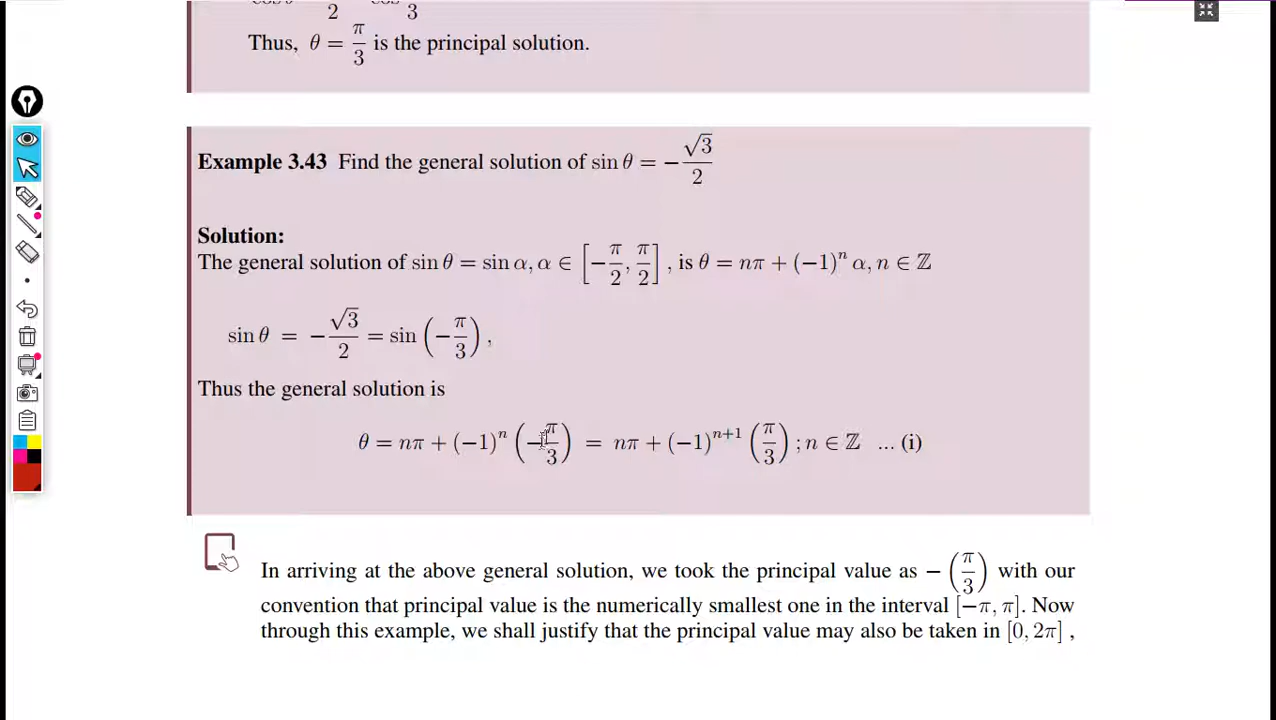 2 3
Thus, θ = π/3 is the principal solution.
Example 3.43 Find the general solution of sin θ = −√3/2
Solution:
The general solution of sin θ = sin α, α ∈ [−π/2, π/2], is θ = nπ + (−1)ⁿ α, n ∈ ℤ
sin θ = −√3/2 = sin (−π/3),
Thus the general solution is
θ = nπ + (−1)ⁿ (−π/3) = nπ + (−1)ⁿ⁺¹ (π/3) ; n ∈ ℤ ... (i)
In arriving at the above general solution, we took the principal value as −(π/3) with our
convention that principal value is the numerically smallest one in the interval [−π, π]. Now
through this example, we shall justify that the principal value may also be taken in [0, 2π] ,